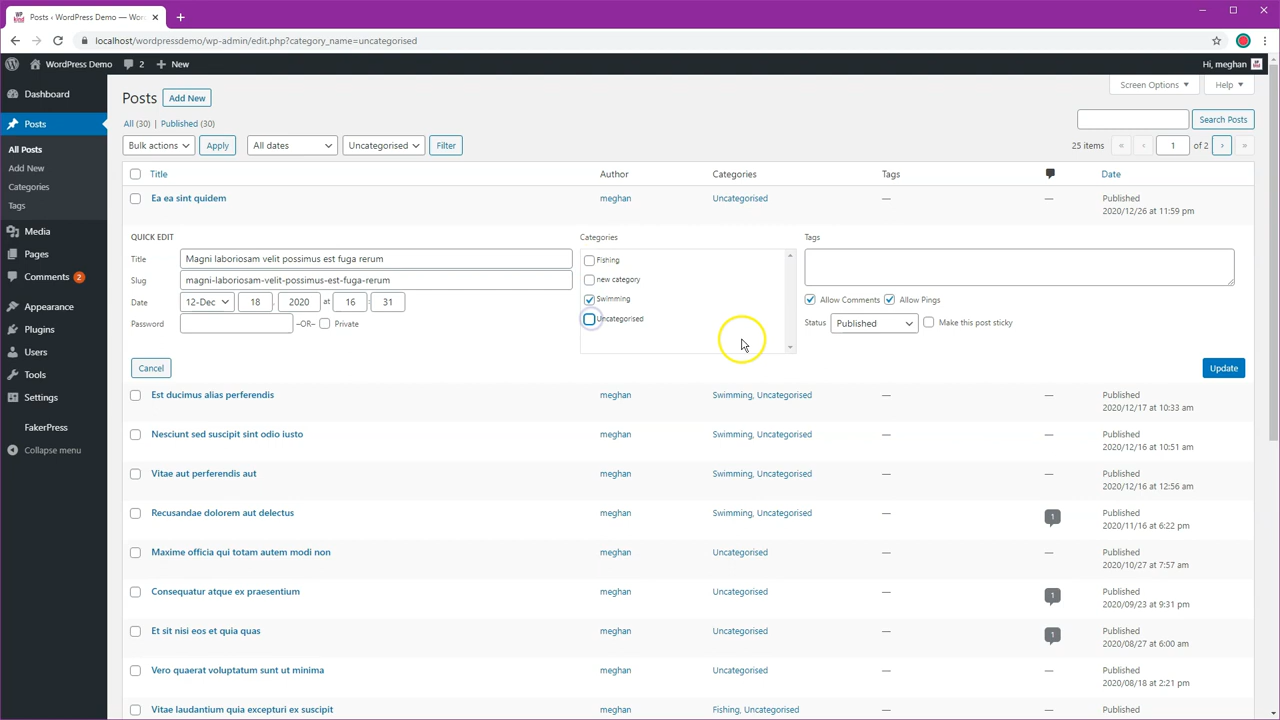 Posts ‹ WordPress Demo — Wor
localhost/wordpressdemo/wp-admin/edit.php?category_name=uncategorised
WordPress Demo 2 New Hi, meghan
Dashboard
Posts
All Posts
Add New
Categories
Tags
Media
Pages
Comments 2
Appearance
Plugins
Users
Tools
Settings
FakerPress
Collapse menu
Screen Options Help
Posts Add New
All (30) | Published (30)
Search Posts
Bulk actions Apply All dates Uncategorised Filter 25 items « ‹ 1 of 2 › »
Title Author Categories Tags Date
Ea ea sint quidem meghan Uncategorised — — Published
2020/12/26 at 11:59 pm
QUICK EDIT Categories Tags
Title Magni laboriosam velit possimus est fuga rerum
Slug magni-laboriosam-velit-possimus-est-fuga-rerum
Date 12-Dec 18 , 2020 at 16 : 31
Password –OR– Private
Fishing
new category
Swimming
Uncategorised
Allow Comments Allow Pings
Status Published Make this post sticky
Cancel Update
Est ducimus alias perferendis meghan Swimming, Uncategorised — — Published
2020/12/17 at 10:33 am
Nesciunt sed suscipit sint odio iusto meghan Swimming, Uncategorised — — Published
2020/12/16 at 10:51 am
Vitae aut perferendis aut meghan Swimming, Uncategorised — — Published
2020/12/16 at 12:56 am
Recusandae dolorem aut delectus meghan Swimming, Uncategorised — 1 Published
2020/11/16 at 6:22 pm
Maxime officia qui totam autem modi non meghan Uncategorised — — Published
2020/10/27 at 7:57 am
Consequatur atque ex praesentium meghan Uncategorised — 1 Published
2020/09/23 at 9:31 pm
Et sit nisi eos et quia quas meghan Uncategorised — 1 Published
2020/08/27 at 6:00 am
Vero quaerat voluptatum sunt ut minima meghan Uncategorised — — Published
2020/08/18 at 2:21 pm
Vitae laudantium quia excepturi ex suscipit meghan Fishing, Uncategorised — — Published